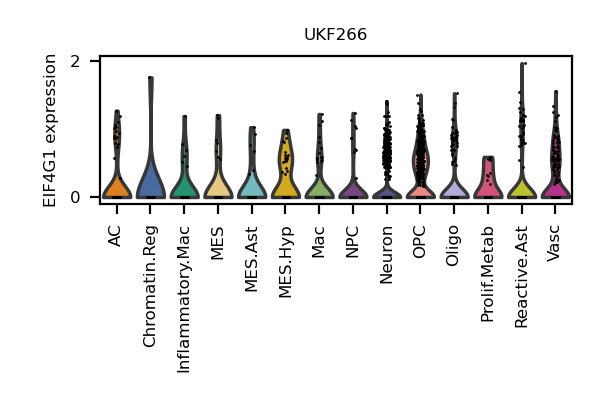 UKF266
EIF4G1 expression
2
0
AC
Chromatin.Reg
Inflammatory.Mac
MES
MES.Ast
MES.Hyp
Mac
NPC
Neuron
OPC
Oligo
Prolif.Metab
Reactive.Ast
Vasc